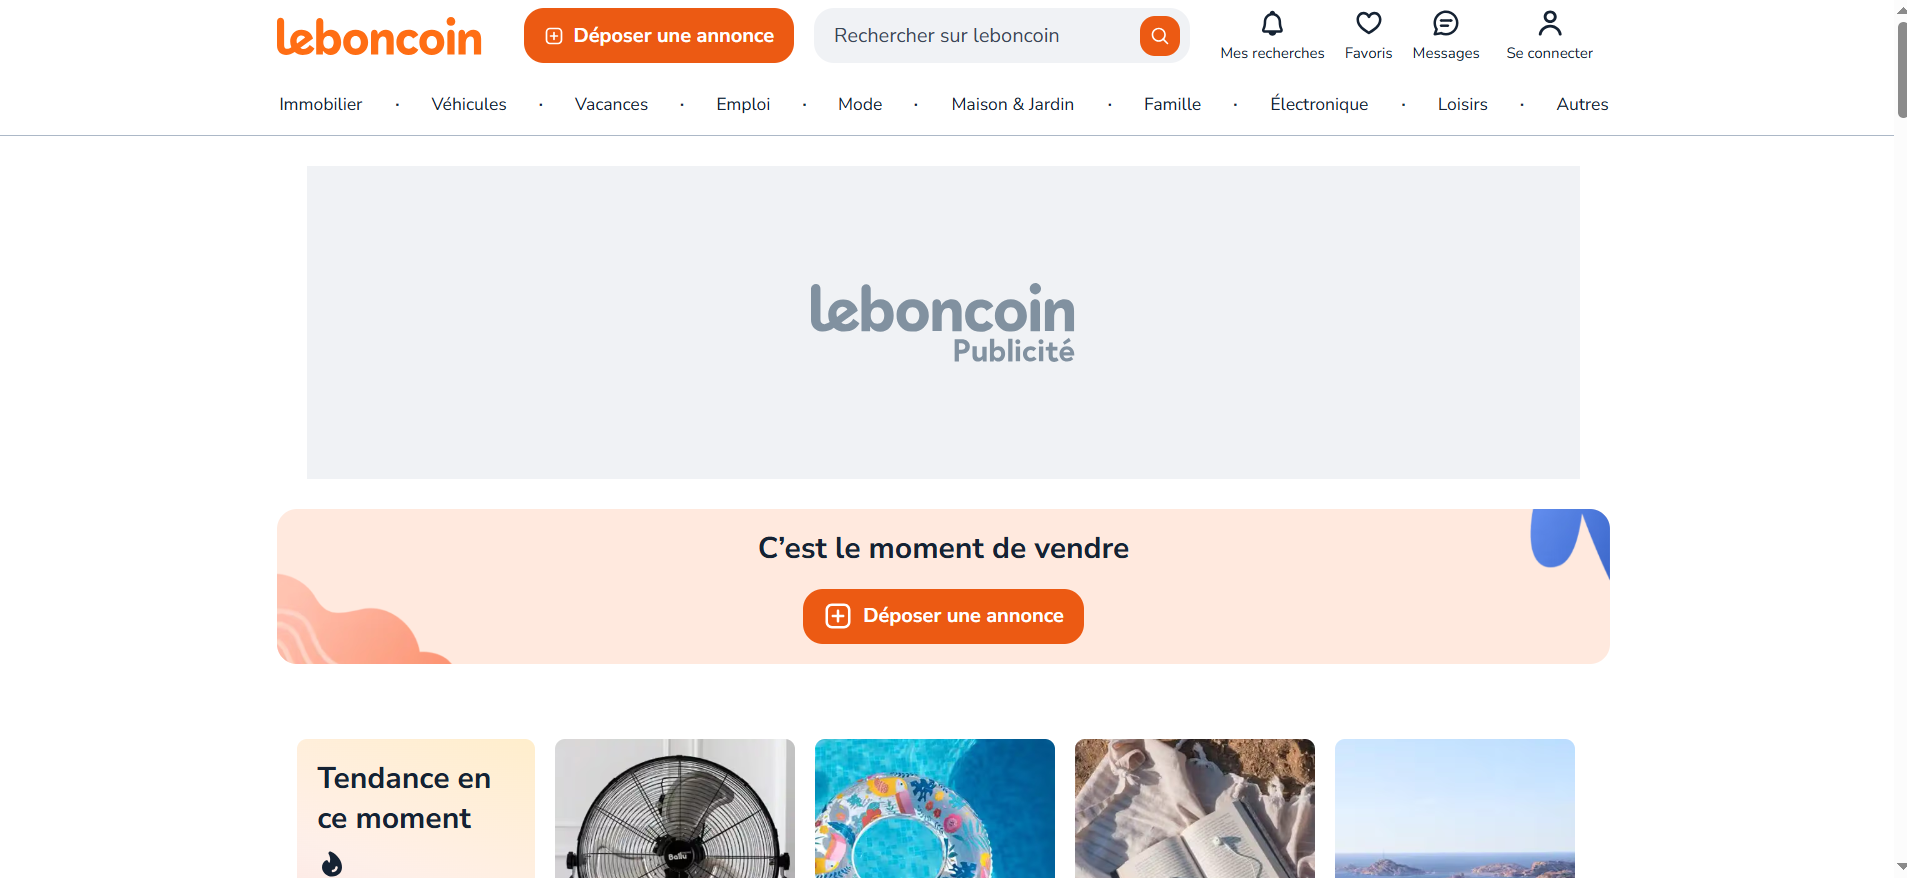 leboncoin
Déposer une annonce
Rechercher sur leboncoin
Mes recherches
Favoris
Messages
Se connecter
Immobilier · Véhicules · Vacances · Emploi · Mode · Maison & Jardin · Famille · Électronique · Loisirs · Autres
leboncoin
Publicité
C’est le moment de vendre
Déposer une annonce
Tendance en
ce moment
Ballu